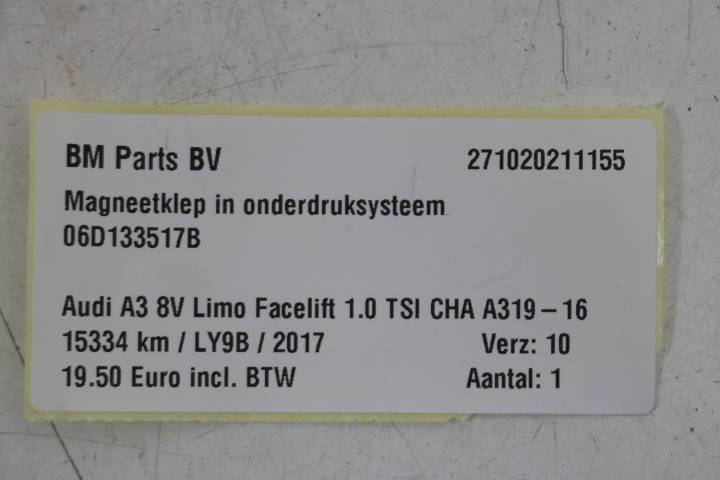 BM Parts BV 271020211155
Magneetklep in onderdruksysteem
06D133517B
Audi A3 8V Limo Facelift 1.0 TSI CHA A319 – 16
15334 km / LY9B / 2017 Verz: 10
19.50 Euro incl. BTW Aantal: 1